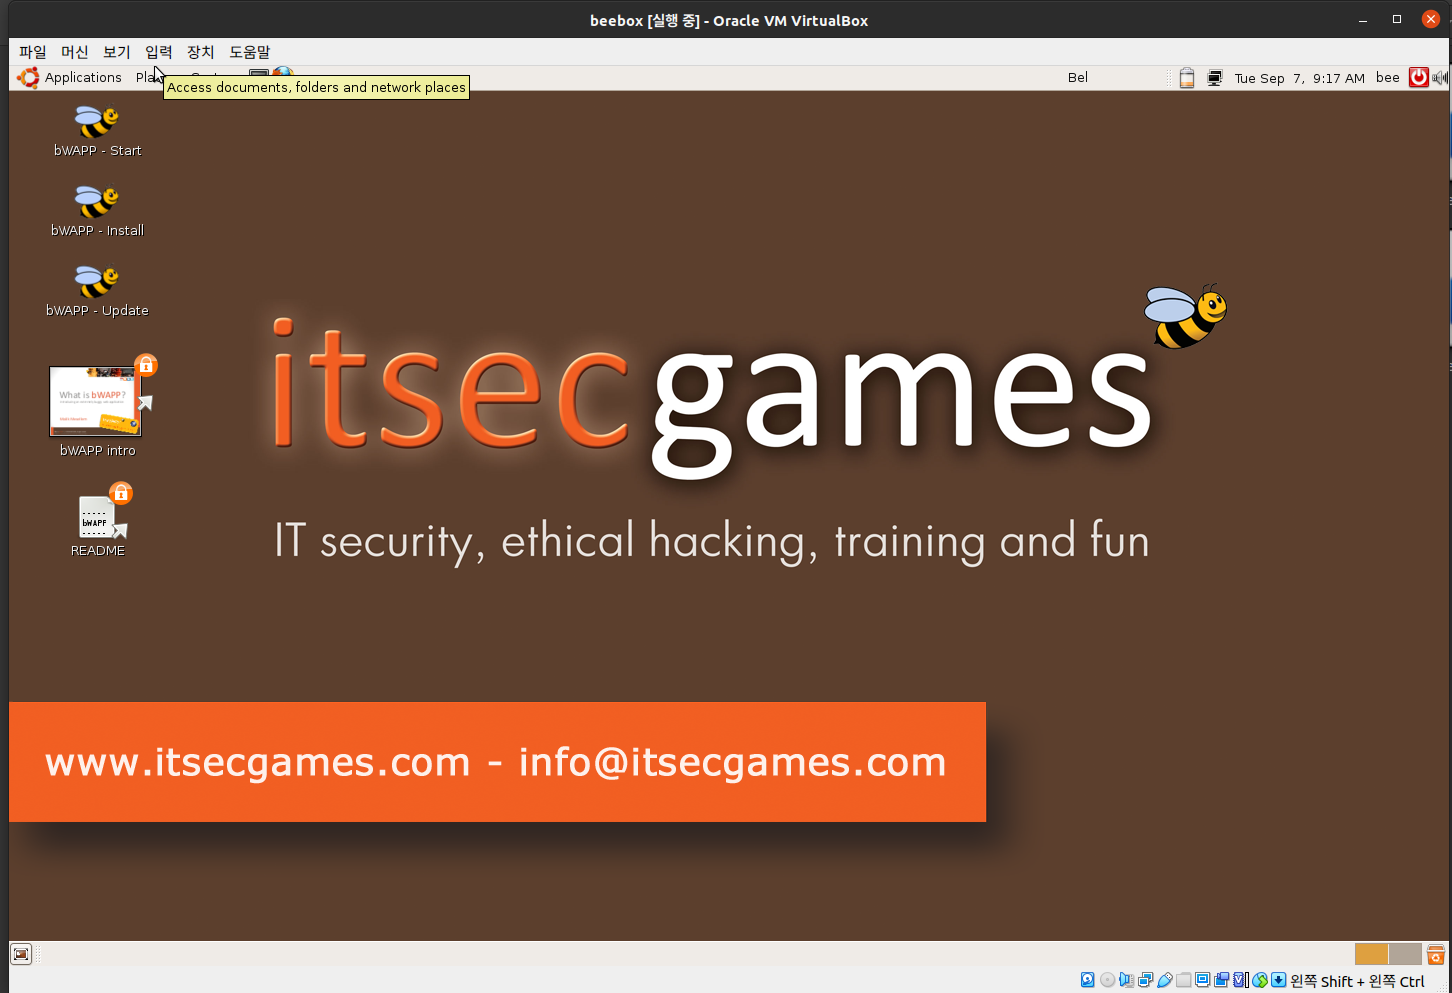 beebox [실행 중] - Oracle VM VirtualBox
파일 머신 보기 입력 장치 도움말
Applications Bel Tue Sep 7, 9:17 AM bee
Access documents, folders and network places
bWAPP - Start
bWAPP - Install
bWAPP - Update
What is bWAPP?
bWAPP intro
bWAPP
README
itsecgames
IT security, ethical hacking, training and fun
www.itsecgames.com - info@itsecgames.com
왼쪽 Shift + 왼쪽 Ctrl